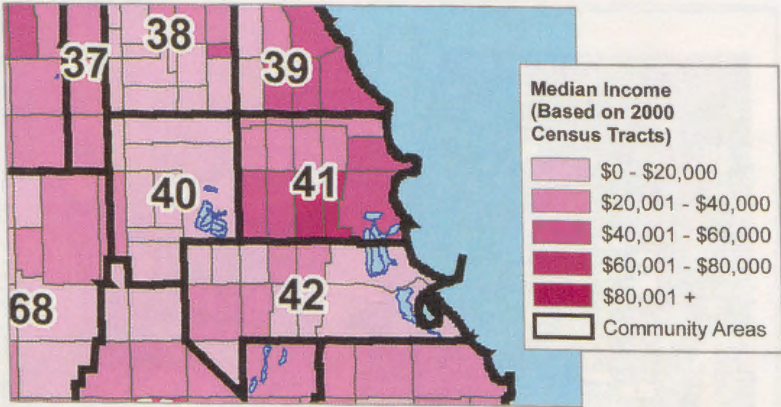 38
37
39
40
41
42
68
Median Income
(Based on 2000
Census Tracts)
$0 - $20,000
$20,001 - $40,000
$40,001 - $60,000
$60,001 - $80,000
$80,001 +
Community Areas